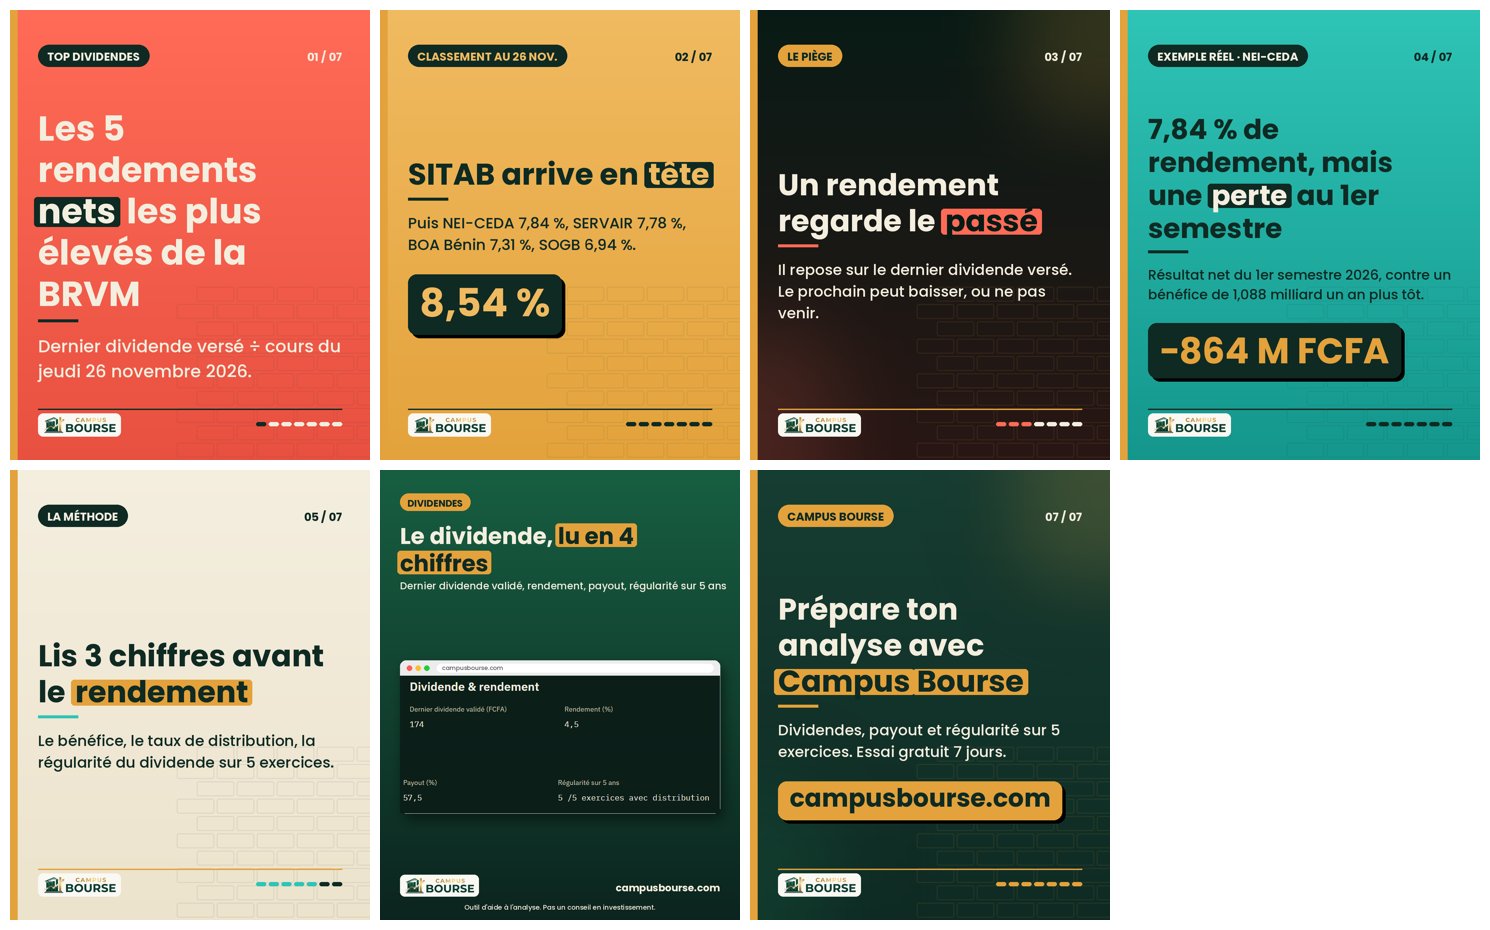 TOP DIVIDENDES
01 / 07
Les 5
rendements
nets les plus
élevés de la
BRVM
Dernier dividende versé ÷ cours du
jeudi 26 novembre 2026.
CAMPUS
BOURSE
CLASSEMENT AU 26 NOV.
02 / 07
SITAB arrive en tête
Puis NEI-CEDA 7,84 %, SERVAIR 7,78 %,
BOA Bénin 7,31 %, SOGB 6,94 %.
8,54 %
CAMPUS
BOURSE
LE PIÈGE
03 / 07
Un rendement
regarde le passé
Il repose sur le dernier dividende versé.
Le prochain peut baisser, ou ne pas
venir.
CAMPUS
BOURSE
EXEMPLE RÉEL · NEI-CEDA
04 / 07
7,84 % de
rendement, mais
une perte au 1er
semestre
Résultat net du 1er semestre 2026, contre un
bénéfice de 1,088 milliard un an plus tôt.
-864 M FCFA
CAMPUS
BOURSE
LA MÉTHODE
05 / 07
Lis 3 chiffres avant
le rendement
Le bénéfice, le taux de distribution, la
régularité du dividende sur 5 exercices.
CAMPUS
BOURSE
DIVIDENDES
Le dividende, lu en 4
chiffres
Dernier dividende validé, rendement, payout, régularité sur 5 ans
campusbourse.com
Dividende & rendement
Dernier dividende validé (FCFA)
Rendement (%)
174
4,5
Payout (%)
Régularité sur 5 ans
57,5
5 /5 exercices avec distribution
CAMPUS
BOURSE
campusbourse.com
Outil d'aide à l'analyse. Pas un conseil en investissement.
CAMPUS BOURSE
07 / 07
Prépare ton
analyse avec
Campus Bourse
Dividendes, payout et régularité sur 5
exercices. Essai gratuit 7 jours.
campusbourse.com
CAMPUS
BOURSE